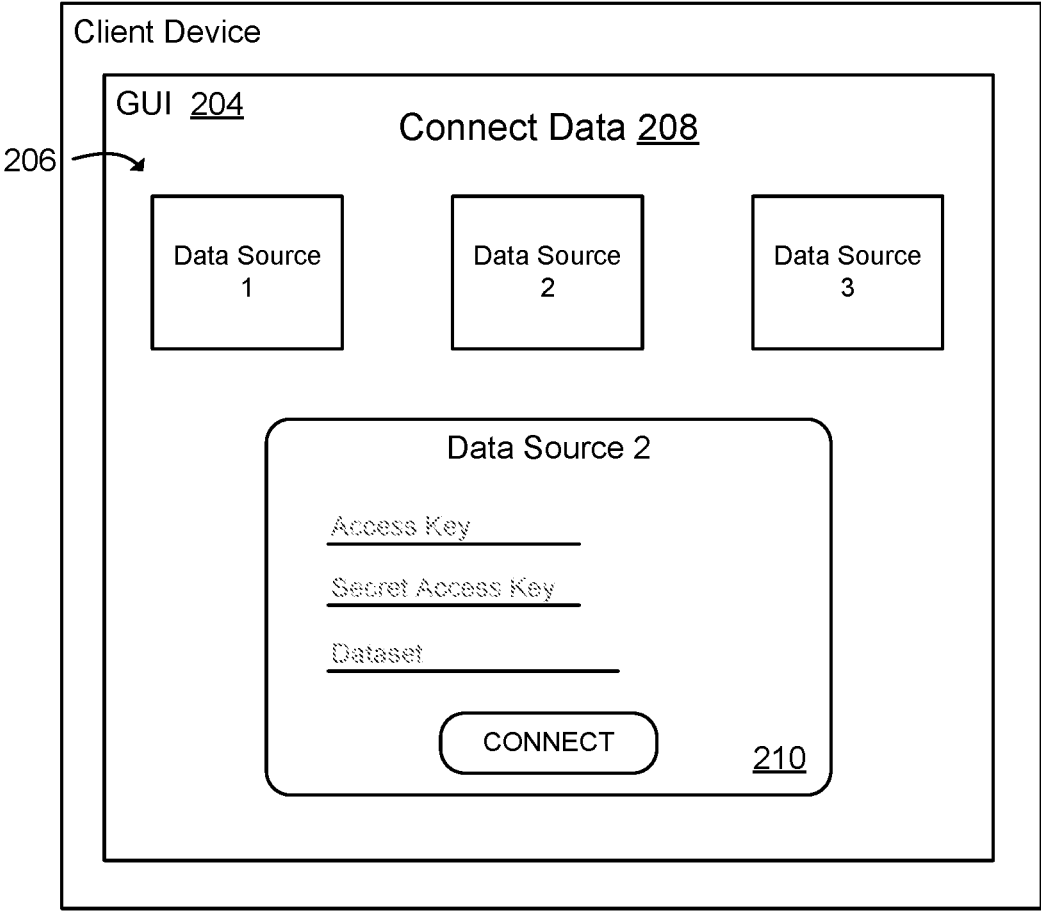 Client Device
GUI 204
Connect Data 208
206
Data Source
1
Data Source
2
Data Source
3
Data Source 2
Access Key
Secret Access Key
Dataset
CONNECT
210